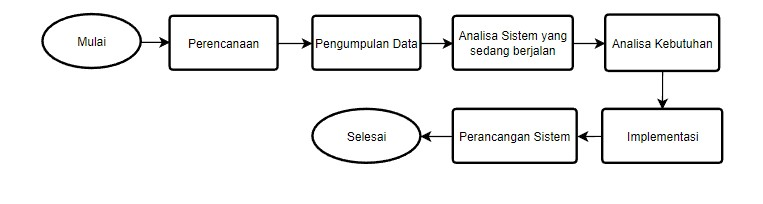 Mulai
Perencanaan
Pengumpulan Data
Analisa Sistem yang
sedang berjalan
Analisa Kebutuhan
Implementasi
Perancangan Sistem
Selesai